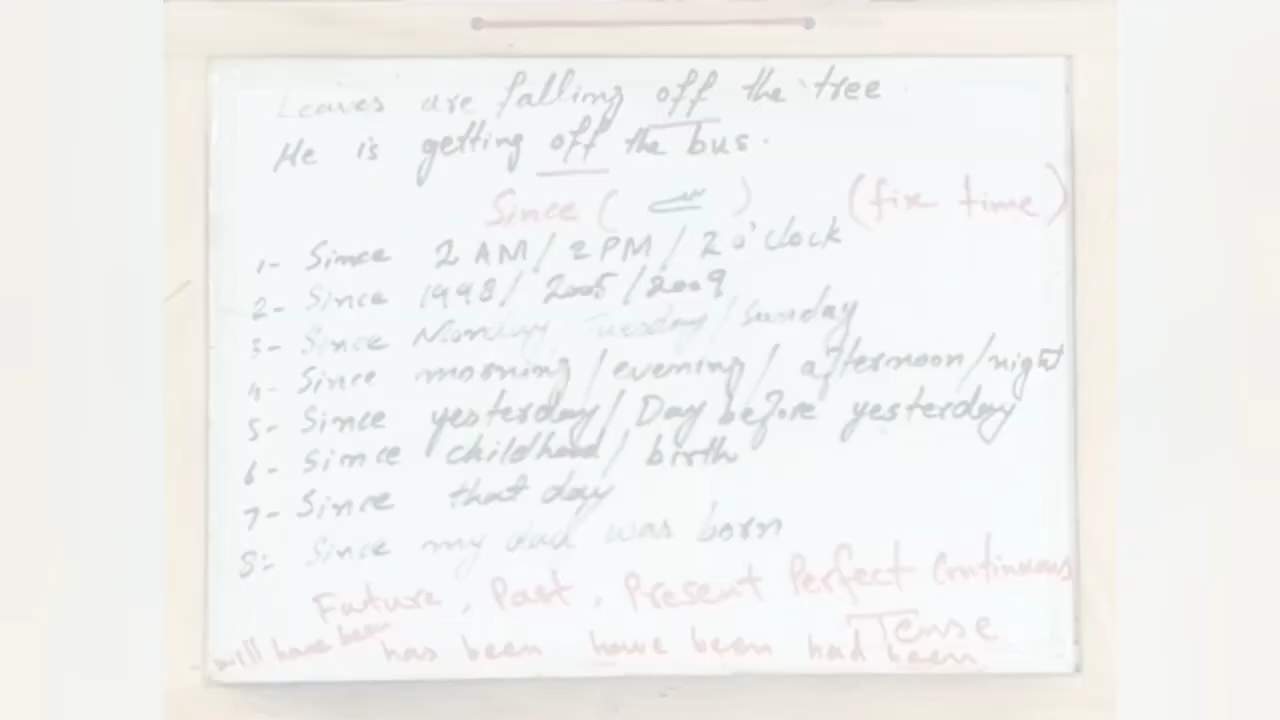 Leaves are falling off the tree
He is getting off the bus.
Since ( سے ) (fix time)
1- Since 2 AM / 2 PM / 2 o'clock
2- Since 1998 / 2005 / 2009
3- Since Monday / Tuesday / Sunday
4- Since morning / evening / afternoon / night
5- Since yesterday / Day before yesterday
6- Since childhood / birth
7- Since that day
8- Since my dad was born
Future, Past, Present Perfect Continuous
Tense
will have been has been have been had been